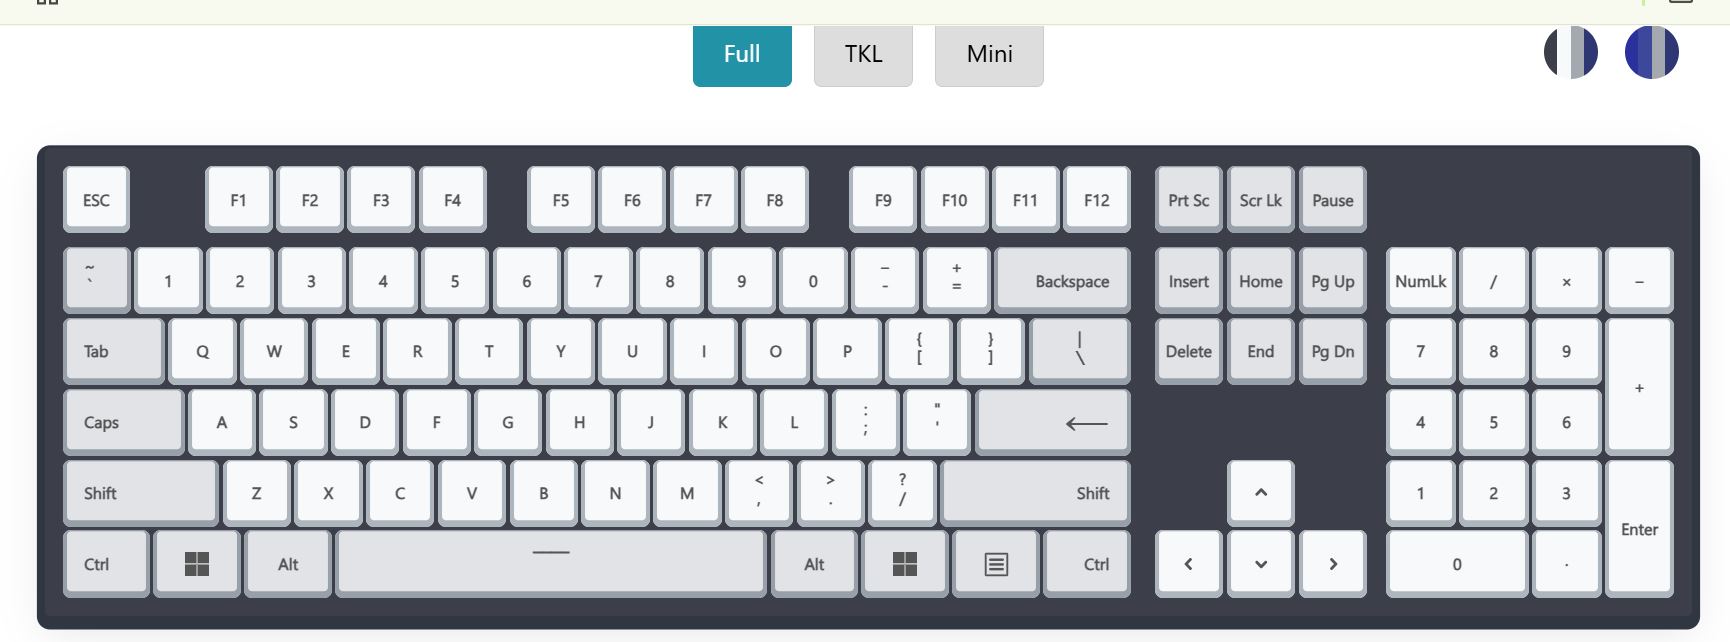 Full TKL Mini
ESC F1 F2 F3 F4 F5 F6 F7 F8 F9 F10 F11 F12 Prt Sc Scr Lk Pause
~ ` 1 2 3 4 5 6 7 8 9 0 _ - + = Backspace Insert Home Pg Up NumLk / × −
Tab Q W E R T Y U I O P { [ } ] | \ Delete End Pg Dn 7 8 9 +
Caps A S D F G H J K L : ; " ' ← 4 5 6
Shift Z X C V B N M < , > . ? / Shift ^ 1 2 3 Enter
Ctrl Alt Alt Ctrl < ⌄ > 0 .